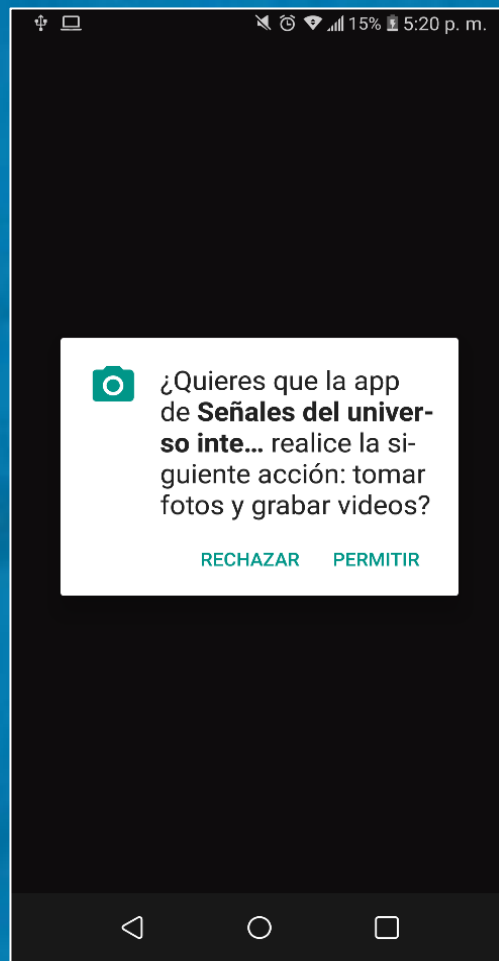 15% 5:20 p. m.
¿Quieres que la app
de Señales del univer-
so inte... realice la si-
guiente acción: tomar
fotos y grabar videos?
RECHAZAR PERMITIR